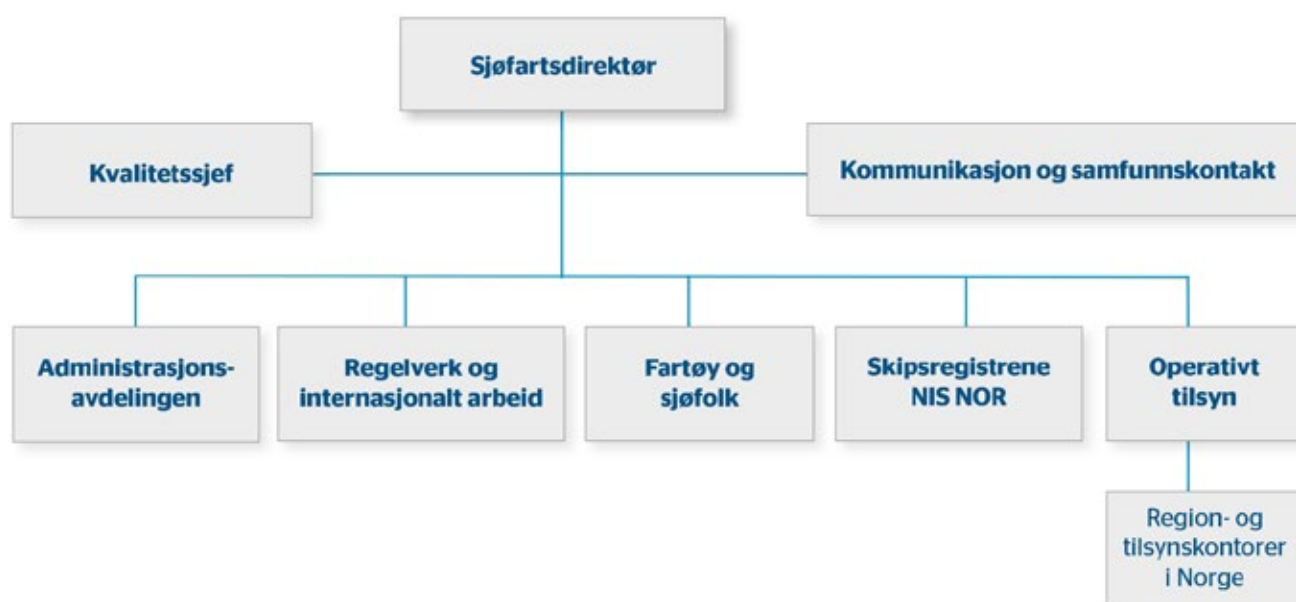 Sjøfartsdirektør
Kvalitetssjef
Kommunikasjon og samfunnskontakt
Administrasjons-
avdelingen
Regelverk og
internasjonalt arbeid
Fartøy og
sjøfolk
Skipsregistrene
NIS NOR
Operativt
tilsyn
Region- og
tilsynskontorer
i Norge